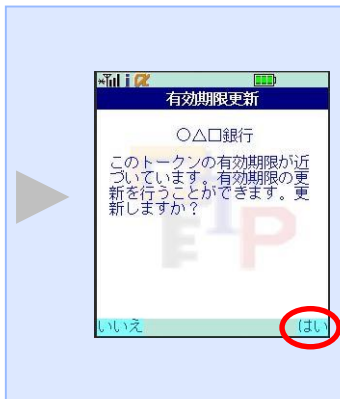 有効期限更新
○△□銀行
このトークンの有効期限が近
づいています。有効期限の更
新を行うことができます。更
新しますか？
いいえ はい